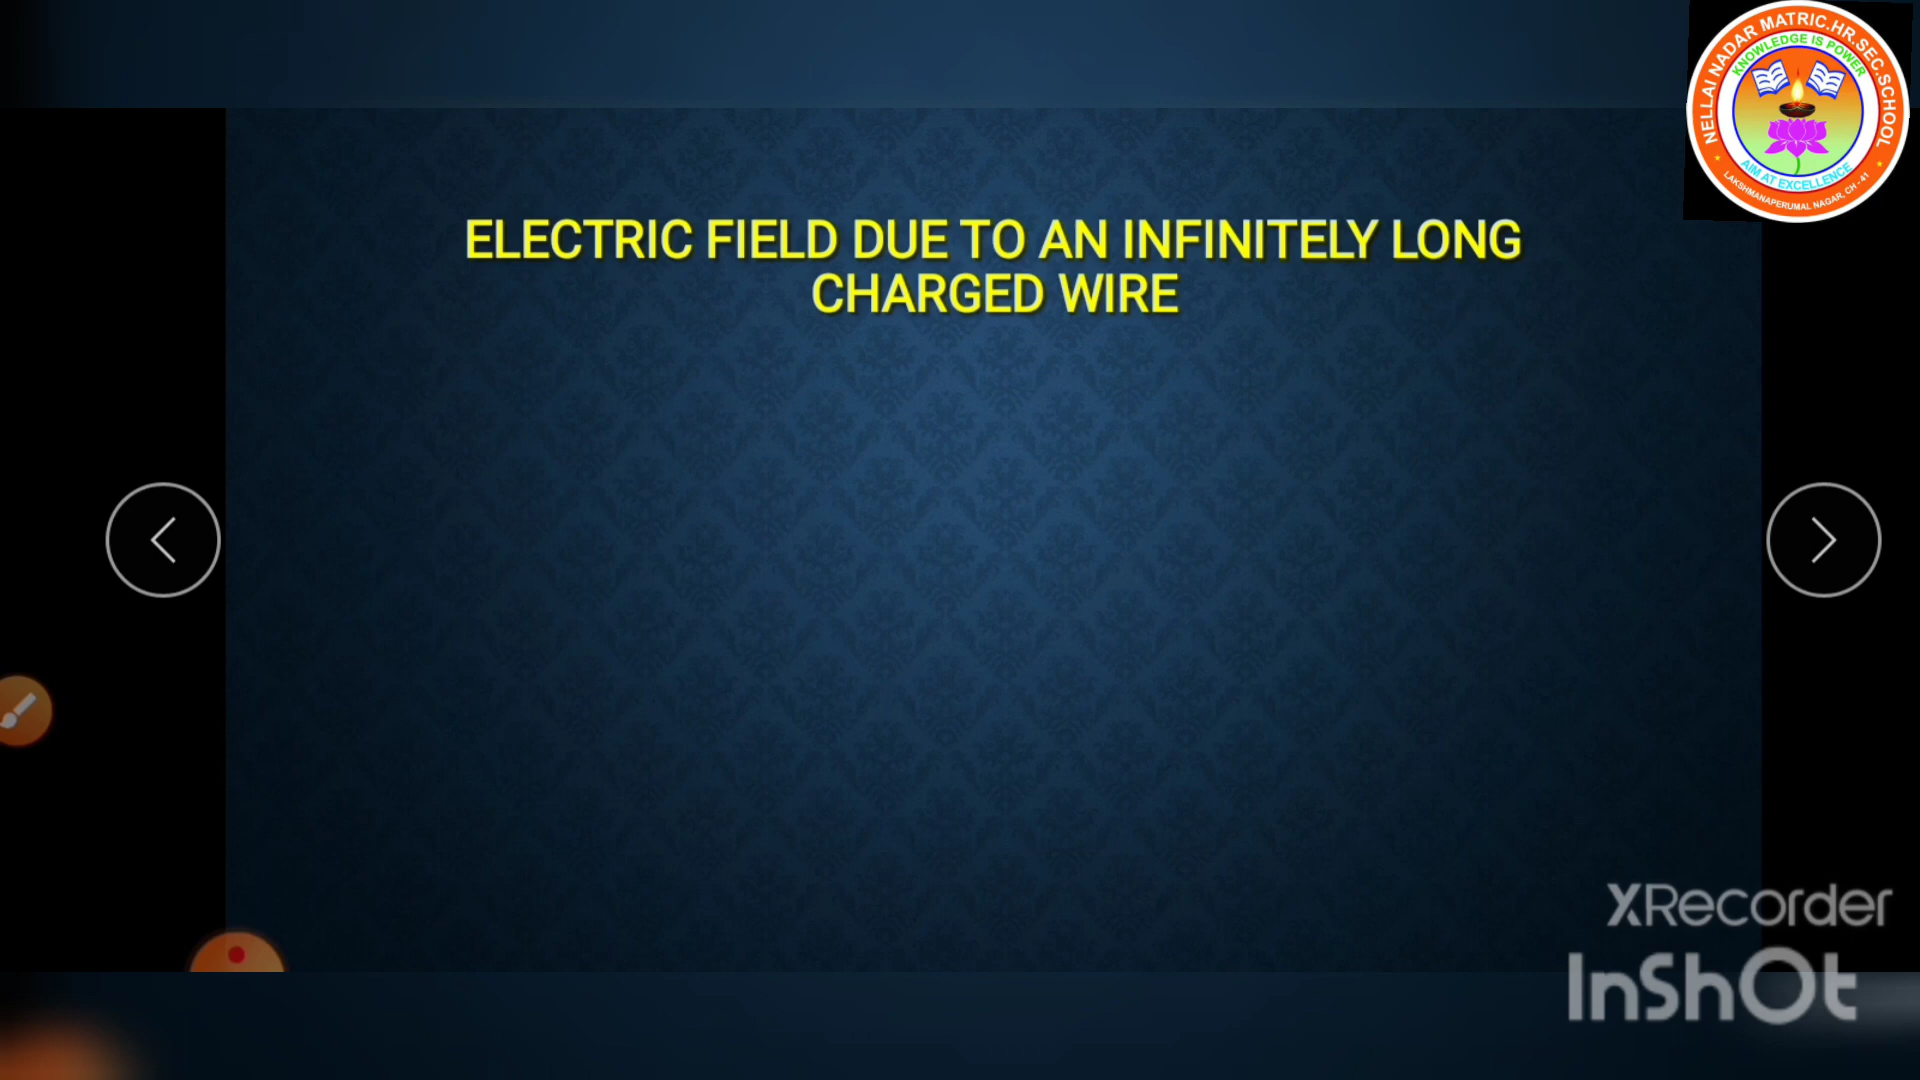 NELLAI NADAR MATRIC.HR.SEC.SCHOOL
KNOWLEDGE IS POWER
AIM AT EXCELLENCE
LAKSHMANAPERUMAL NAGAR, CH - 41
ELECTRIC FIELD DUE TO AN INFINITELY LONG
CHARGED WIRE
XRecorder
InShOt